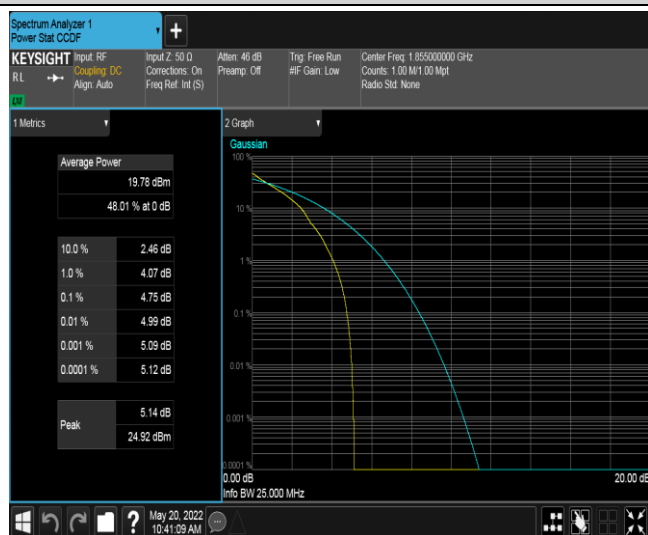 Spectrum Analyzer 1
Power Stat CCDF
+
KEYSIGHT
RL
Input: RF
Coupling: DC
Align: Auto
Input Z: 50 Ω
Corrections: On
Freq Ref: Int (S)
Atten: 46 dB
Preamp: Off
Trig: Free Run
#IF Gain: Low
Center Freq: 1.855000000 GHz
Counts: 1.00 M/1.00 Mpt
Radio Std: None
1 Metrics
Average Power
19.78 dBm
48.01 % at 0 dB
10.0 % 2.46 dB
1.0 % 4.07 dB
0.1 % 4.75 dB
0.01 % 4.99 dB
0.001 % 5.09 dB
0.0001 % 5.12 dB
Peak
5.14 dB
24.92 dBm
2 Graph
Gaussian
100 %
10 %
1 %
0.1 %
0.01 %
0.001 %
0.0001 %
0.00 dB 20.00 dB
Info BW 25.000 MHz
?
May 20, 2022
10:41:09 AM